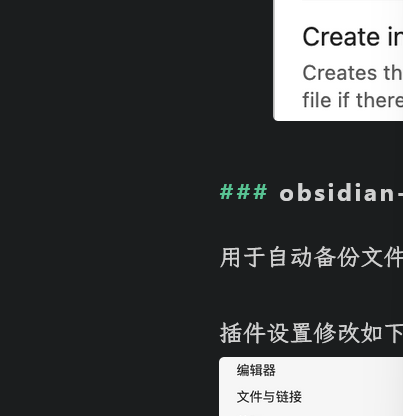 Create in
Creates th
file if there
### obsidian-
用于自动备份文件
插件设置修改如下
编辑器
文件与链接